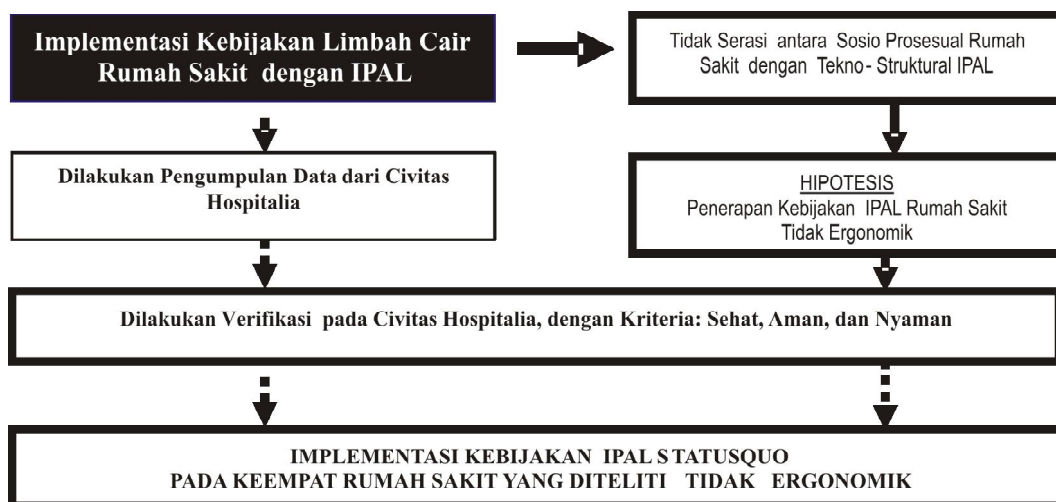 Implementasi Kebijakan Limbah Cair
Rumah Sakit dengan IPAL
Tidak Serasi antara Sosio Prosesual Rumah
Sakit dengan Tekno- Struktural IPAL
Dilakukan Pengumpulan Data dari Civitas
Hospitalia
HIPOTESIS
Penerapan Kebijakan IPAL Rumah Sakit
Tidak Ergonomik
Dilakukan Verifikasi pada Civitas Hospitalia, dengan Kriteria: Sehat, Aman, dan Nyaman
IMPLEMENTASI KEBIJAKAN IPAL STATUSQUO
PADA KEEMPAT RUMAH SAKIT YANG DITELITI TIDAK ERGONOMIK